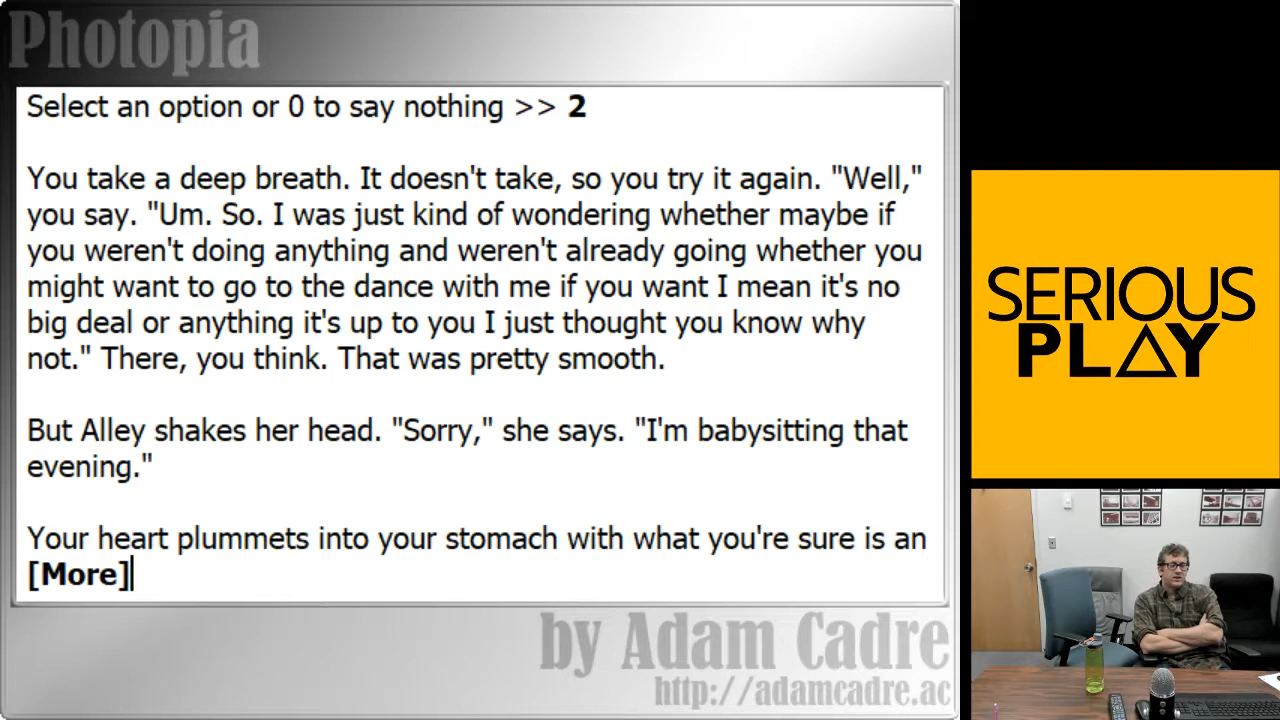 Photopia
Select an option or 0 to say nothing >> 2
You take a deep breath. It doesn't take, so you try it again. "Well,"
you say. "Um. So. I was just kind of wondering whether maybe if
you weren't doing anything and weren't already going whether you
might want to go to the dance with me if you want I mean it's no
big deal or anything it's up to you I just thought you know why
not." There, you think. That was pretty smooth.
But Alley shakes her head. "Sorry," she says. "I'm babysitting that
evening."
Your heart plummets into your stomach with what you're sure is an
[More]
by Adam Cadre
http://adamcadre.ac
SERIOUS
PLAY